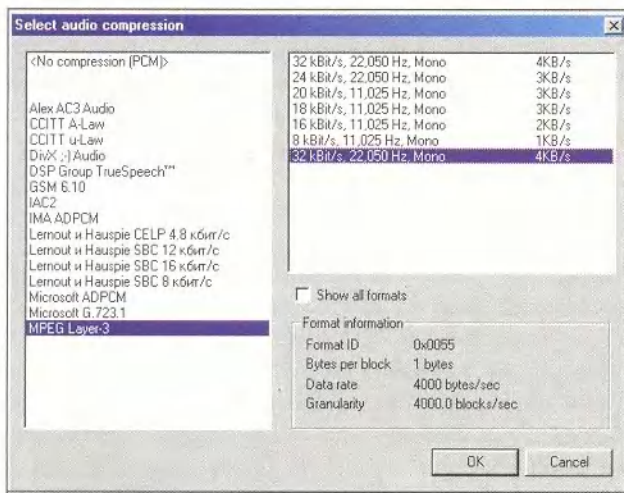 Select audio compression
<No compression (PCM)>
Alex AC3 Audio
CCITT A-Law
CCITT u-Law
DivX ;-) Audio
DSP Group TrueSpeech™
GSM 6.10
IAC2
IMA ADPCM
Lernout и Hauspie CELP 4.8 кбит/с
Lernout и Hauspie SBC 12 кбит/с
Lernout и Hauspie SBC 16 кбит/с
Lernout и Hauspie SBC 8 кбит/с
Microsoft ADPCM
Microsoft G.723.1
MPEG Layer-3
32 kBit/s, 22,050 Hz, Mono 4KB/s
24 kBit/s, 22,050 Hz, Mono 3KB/s
20 kBit/s, 11,025 Hz, Mono 3KB/s
18 kBit/s, 11,025 Hz, Mono 3KB/s
16 kBit/s, 11,025 Hz, Mono 2KB/s
8 kBit/s, 11,025 Hz, Mono 1KB/s
32 kBit/s, 22,050 Hz, Mono 4KB/s
Show all formats
Format information
Format ID 0x0055
Bytes per block 1 bytes
Data rate 4000 bytes/sec
Granularity 4000.0 blocks/sec
OK Cancel